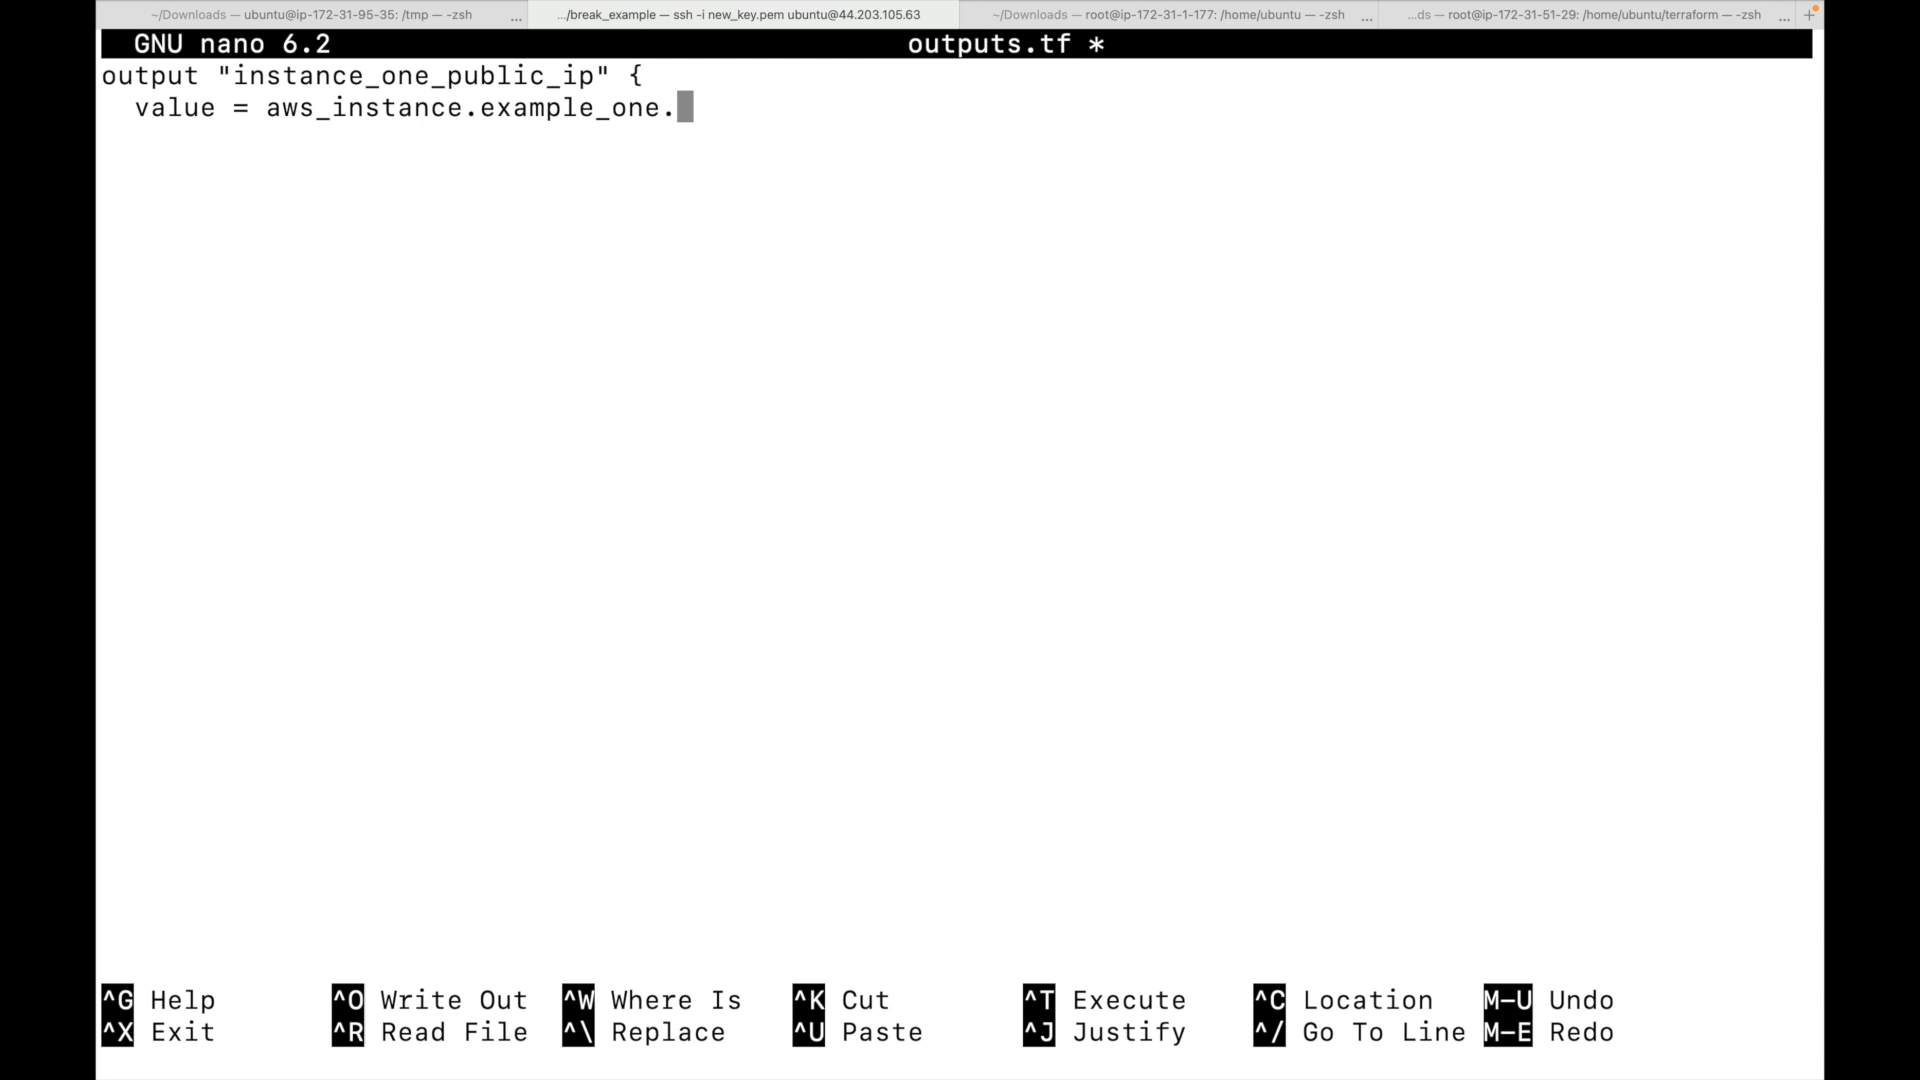 ~/Downloads — ubuntu@ip-172-31-95-35: /tmp — -zsh ...
.../break_example — ssh -i new_key.pem ubuntu@44.203.105.63
~/Downloads — root@ip-172-31-1-177: /home/ubuntu — -zsh ...
...ds — root@ip-172-31-51-29: /home/ubuntu/terraform — -zsh ... +
GNU nano 6.2 outputs.tf *
output "instance_one_public_ip" {
value = aws_instance.example_one.
^G Help ^O Write Out ^W Where Is ^K Cut ^T Execute ^C Location M-U Undo
^X Exit ^R Read File ^\ Replace ^U Paste ^J Justify ^/ Go To Line M-E Redo